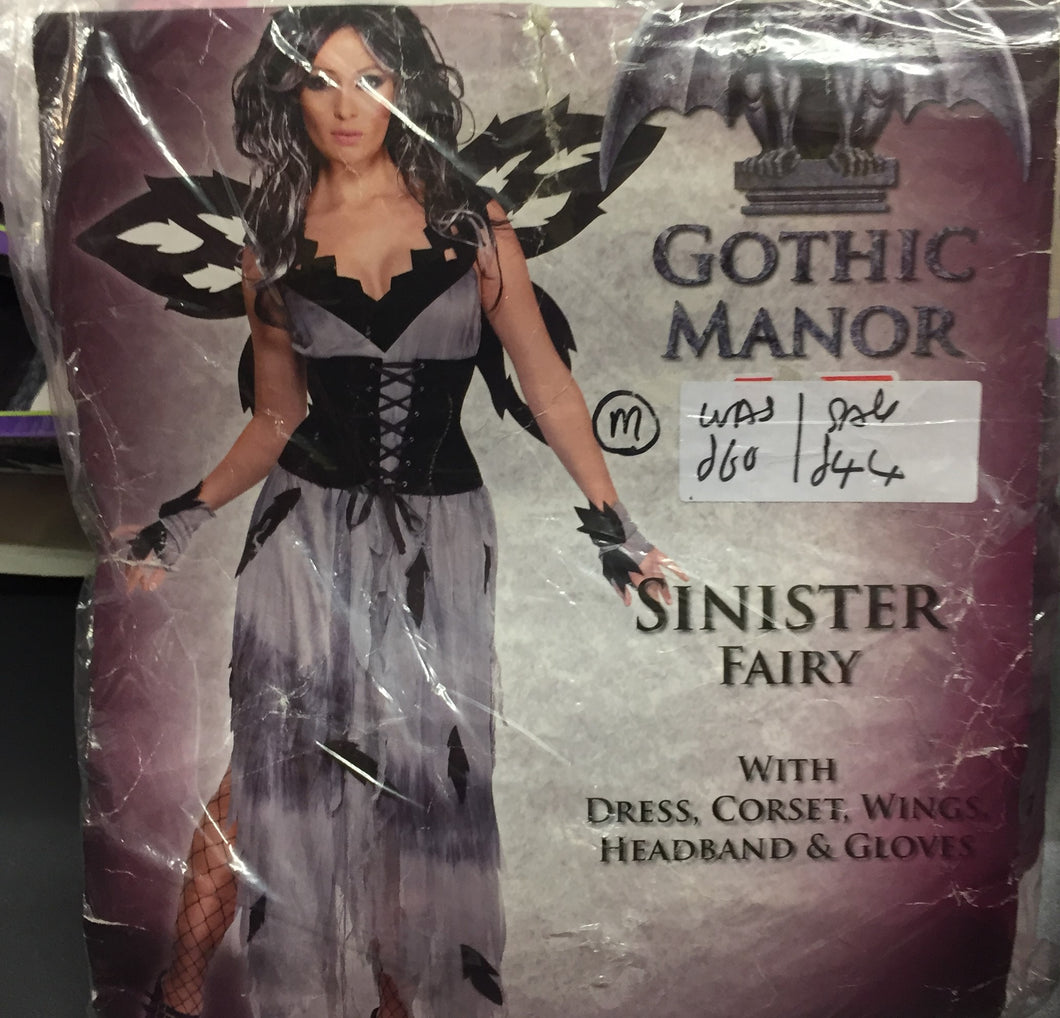 GOTHIC
MANOR
M
WAS | SALE
£60 | £44
SINISTER
FAIRY
WITH
DRESS, CORSET, WINGS,
HEADBAND & GLOVES